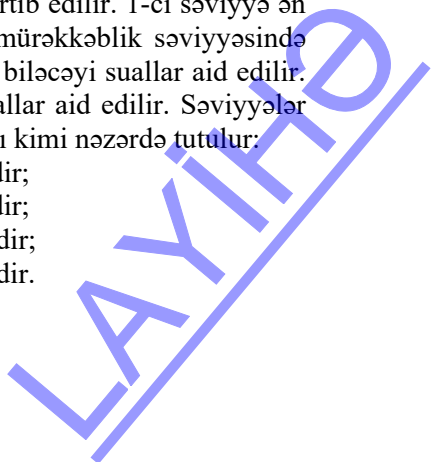 rtib edilir. 1-ci səviyyə ən
mürəkkəblik səviyyəsində
biləcəyi suallar aid edilir.
allar aid edilir. Səviyyələr
ı kimi nəzərdə tutulur:
dir;
dir;
dir;
dir.
LAYİHƏ